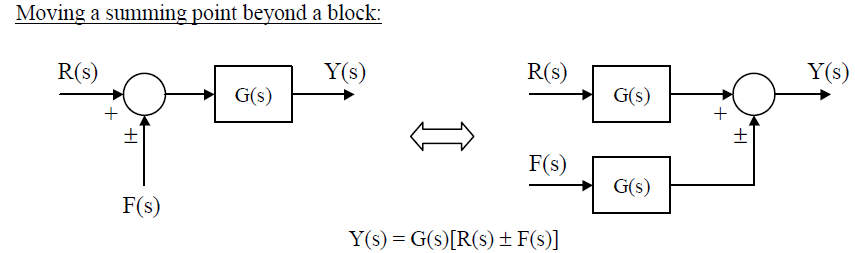 Moving a summing point beyond a block:
R(s)
G(s)
Y(s)
+
±
F(s)
R(s)
G(s)
Y(s)
+
±
F(s)
G(s)
Y(s) = G(s)[R(s) ± F(s)]